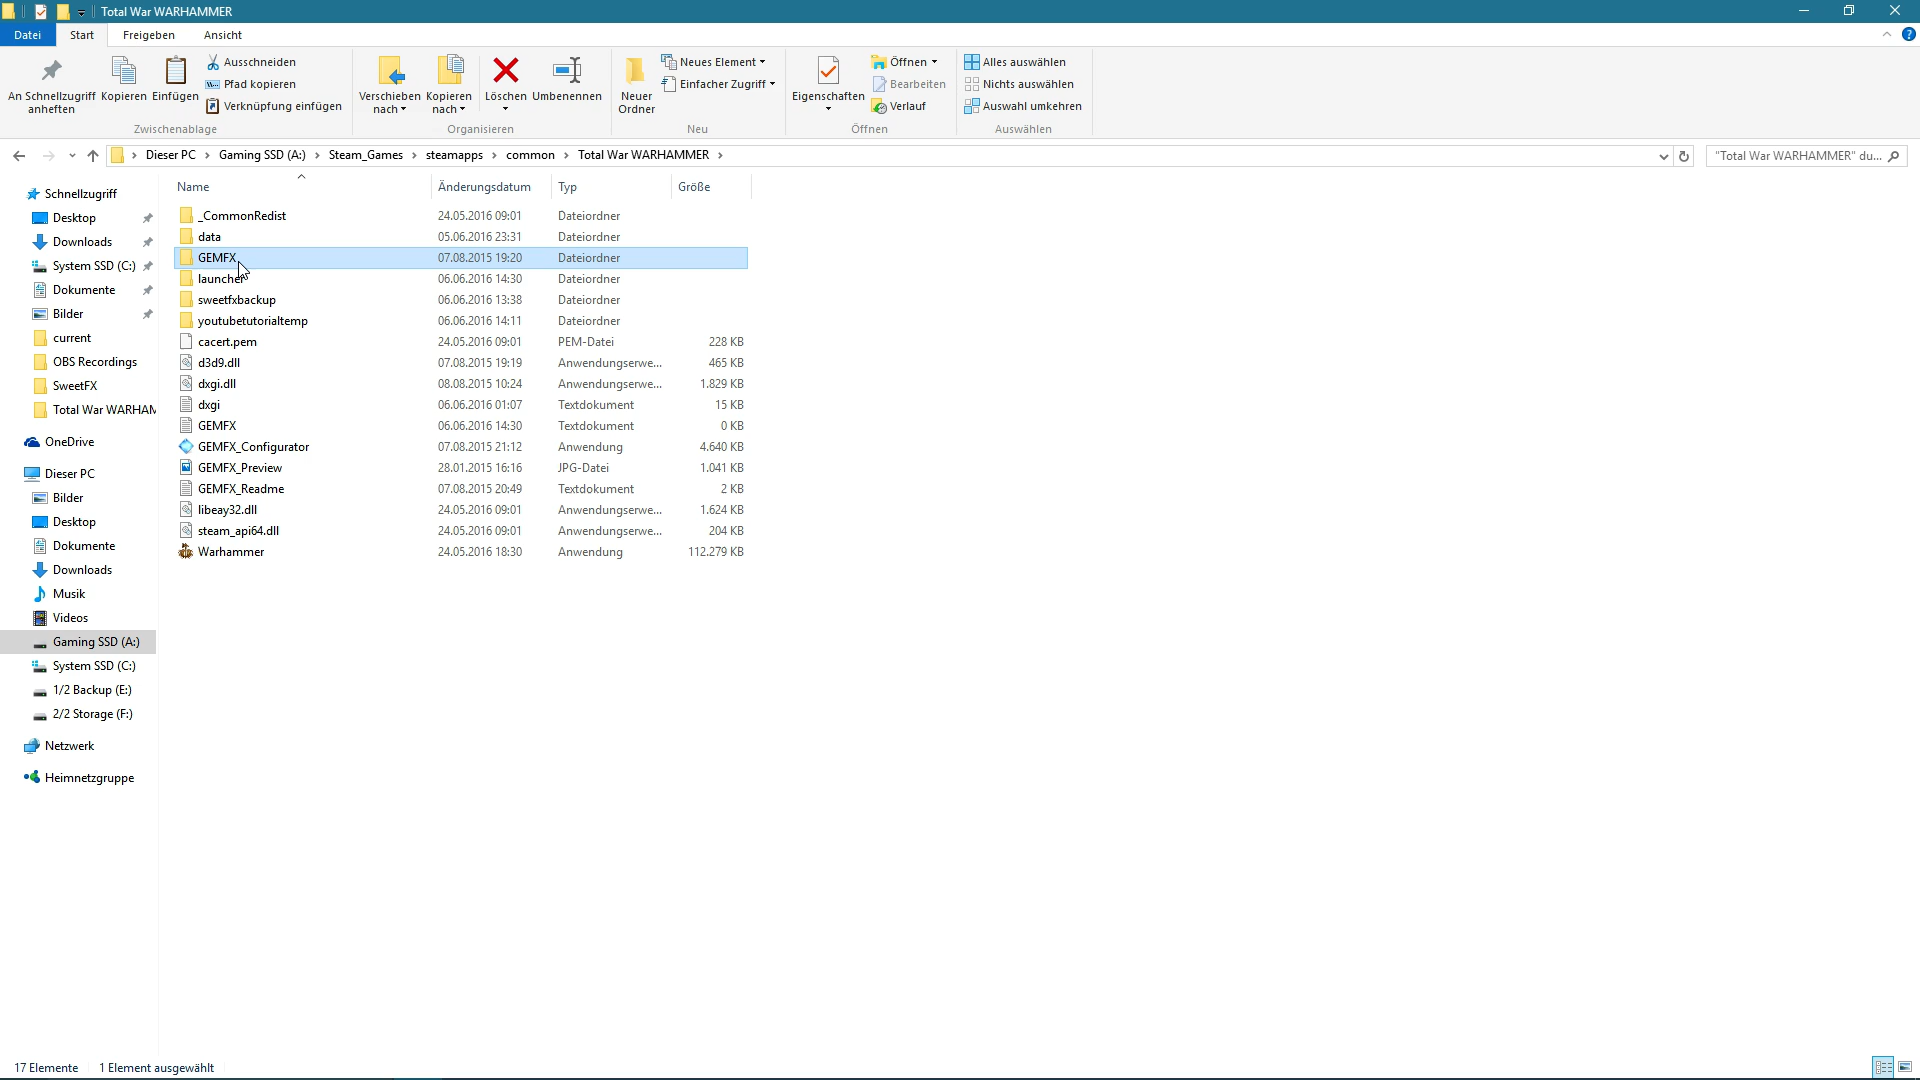 Total War WARHAMMER
Datei Start Freigeben Ansicht
An Schnellzugriff anheften
Kopieren
Einfügen
Ausschneiden
Pfad kopieren
Verknüpfung einfügen
Zwischenablage
Verschieben nach
Kopieren nach
Löschen
Umbenennen
Organisieren
Neuer Ordner
Neues Element
Einfacher Zugriff
Neu
Eigenschaften
Öffnen
Bearbeiten
Verlauf
Öffnen
Alles auswählen
Nichts auswählen
Auswahl umkehren
Auswählen
Dieser PC > Gaming SSD (A:) > Steam_Games > steamapps > common > Total War WARHAMMER >
"Total War WARHAMMER" du...
Schnellzugriff
Desktop
Downloads
System SSD (C:)
Dokumente
Bilder
current
OBS Recordings
SweetFX
Total War WARHAM
OneDrive
Dieser PC
Bilder
Desktop
Dokumente
Downloads
Musik
Videos
Gaming SSD (A:)
System SSD (C:)
1/2 Backup (E:)
2/2 Storage (F:)
Netzwerk
Heimnetzgruppe
Name Änderungsdatum Typ Größe
_CommonRedist 24.05.2016 09:01 Dateiordner
data 05.06.2016 23:31 Dateiordner
GEMFX 07.08.2015 19:20 Dateiordner
launcher 06.06.2016 14:30 Dateiordner
sweetfxbackup 06.06.2016 13:38 Dateiordner
youtubetutorialtemp 06.06.2016 14:11 Dateiordner
cacert.pem 24.05.2016 09:01 PEM-Datei 228 KB
d3d9.dll 07.08.2015 19:19 Anwendungserwe... 465 KB
dxgi.dll 08.08.2015 10:24 Anwendungserwe... 1.829 KB
dxgi 06.06.2016 01:07 Textdokument 15 KB
GEMFX 06.06.2016 14:30 Textdokument 0 KB
GEMFX_Configurator 07.08.2015 21:12 Anwendung 4.640 KB
GEMFX_Preview 28.01.2015 16:16 JPG-Datei 1.041 KB
GEMFX_Readme 07.08.2015 20:49 Textdokument 2 KB
libeay32.dll 24.05.2016 09:01 Anwendungserwe... 1.624 KB
steam_api64.dll 24.05.2016 09:01 Anwendungserwe... 204 KB
Warhammer 24.05.2016 18:30 Anwendung 112.279 KB
17 Elemente 1 Element ausgewählt